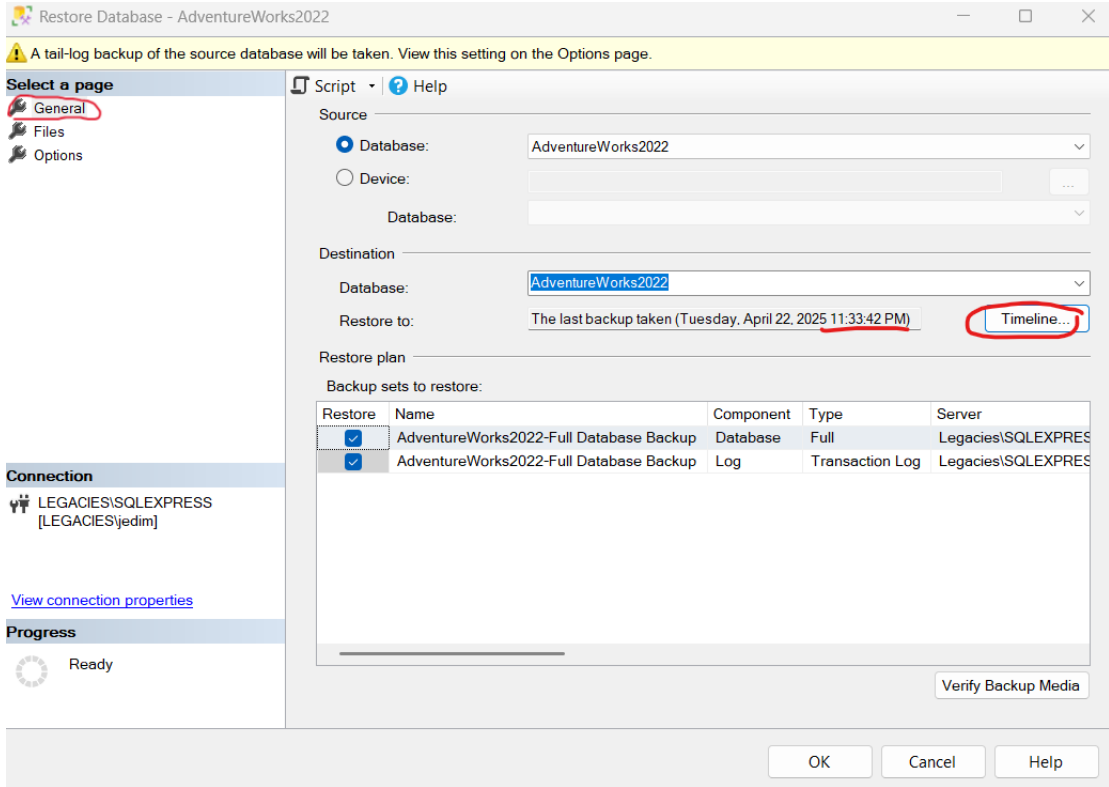 Restore Database - AdventureWorks2022
A tail-log backup of the source database will be taken. View this setting on the Options page.
Select a page
General
Files
Options
Script
Help
Source
Database:
AdventureWorks2022
Device:
...
Database:
Destination
Database:
AdventureWorks2022
Restore to:
The last backup taken (Tuesday, April 22, 2025 11:33:42 PM)
Timeline...
Restore plan
Backup sets to restore:
Restore Name Component Type Server
AdventureWorks2022-Full Database Backup Database Full Legacies\SQLEXPRES
AdventureWorks2022-Full Database Backup Log Transaction Log Legacies\SQLEXPRES
Connection
LEGACIES\SQLEXPRESS
[LEGACIES\jedim]
View connection properties
Progress
Ready
Verify Backup Media
OK
Cancel
Help